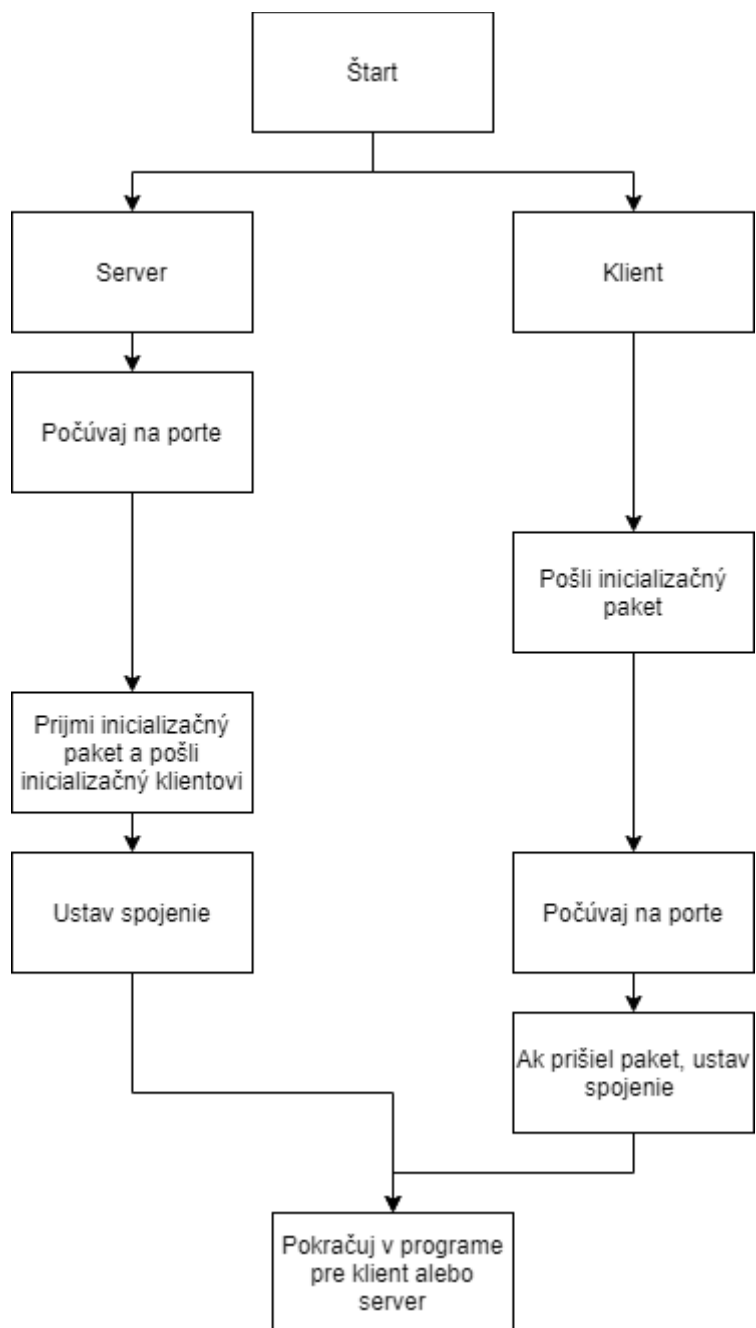 Štart
Server
Klient
Počúvaj na porte
Pošli inicializačný
paket
Prijmi inicializačný
paket a pošli
inicializačný klientovi
Ustav spojenie
Počúvaj na porte
Ak prišiel paket, ustav
spojenie
Pokračuj v programe
pre klient alebo
server